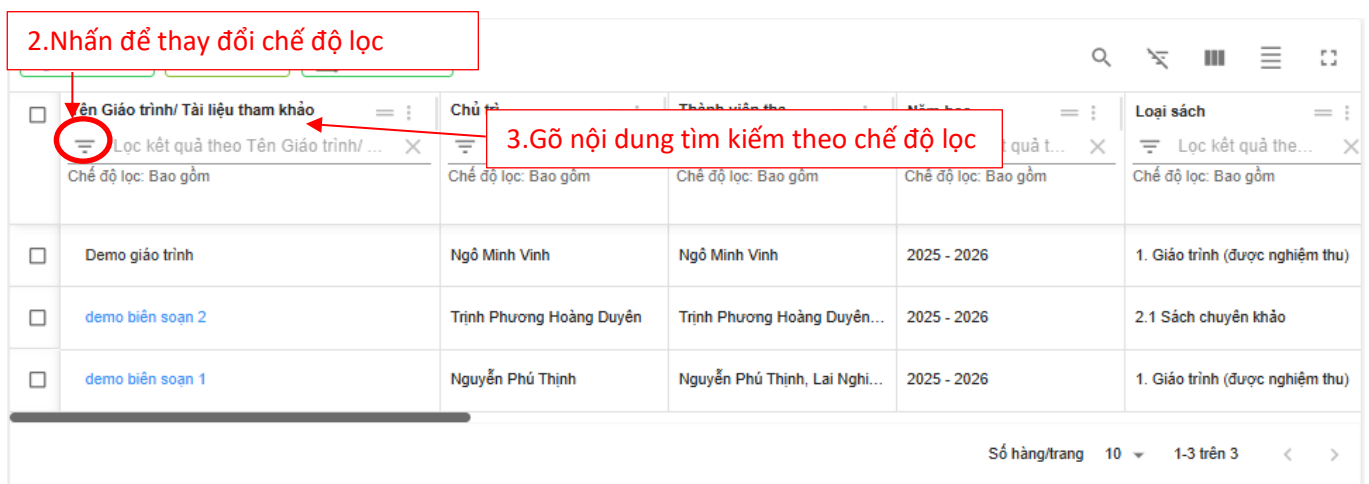 2.Nhấn để thay đổi chế độ lọc
Tên Giáo trình/ Tài liệu tham khảo
Chủ trì
Thành viên tha
Năm học
Loại sách
3.Gõ nội dung tìm kiếm theo chế độ lọc
Lọc kết quả theo Tên Giáo trình/ ...
t quả t...
Lọc kết quả the...
Chế độ lọc: Bao gồm
Chế độ lọc: Bao gồm
Chế độ lọc: Bao gồm
Chế độ lọc: Bao gồm
Chế độ lọc: Bao gồm
Demo giáo trình
Ngô Minh Vinh
Ngô Minh Vinh
2025 - 2026
1. Giáo trình (được nghiệm thu)
demo biên soạn 2
Trịnh Phương Hoàng Duyên
Trịnh Phương Hoàng Duyên...
2025 - 2026
2.1 Sách chuyên khảo
demo biên soạn 1
Nguyễn Phú Thịnh
Nguyễn Phú Thịnh, Lai Nghi...
2025 - 2026
1. Giáo trình (được nghiệm thu)
Số hàng/trang 10 1-3 trên 3